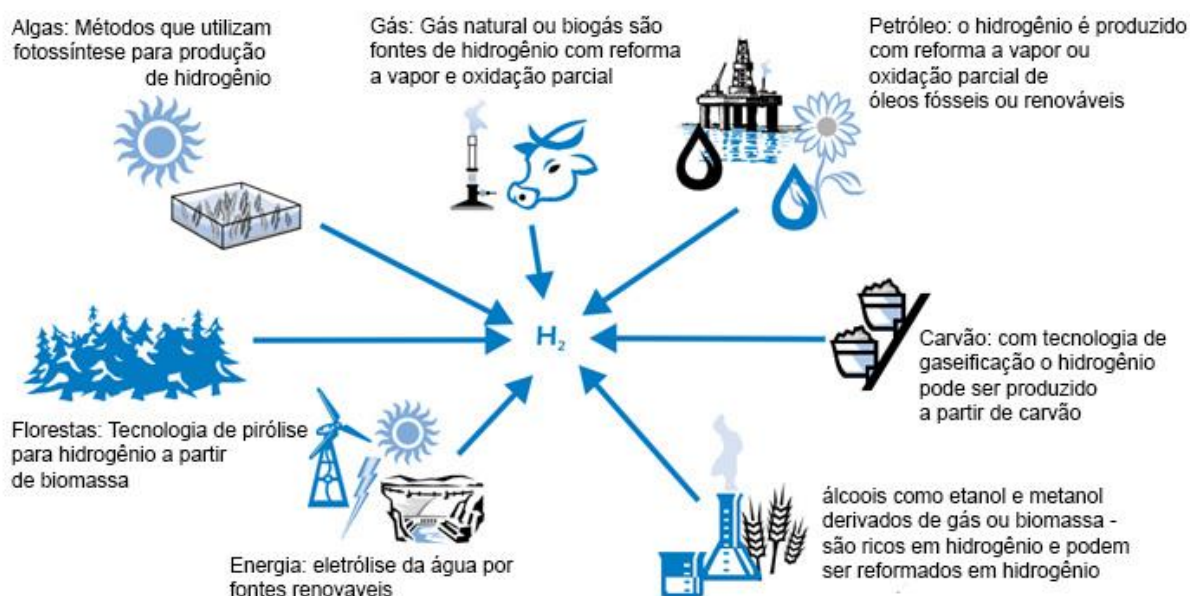 Algas: Métodos que utilizam
fotossíntese para produção
de hidrogênio
Gás: Gás natural ou biogás são
fontes de hidrogênio com reforma
a vapor e oxidação parcial
Petróleo: o hidrogênio é produzido
com reforma a vapor ou
oxidação parcial de
óleos fósseis ou renováveis
H₂
Carvão: com tecnologia de
gaseificação o hidrogênio
pode ser produzido
a partir de carvão
Florestas: Tecnologia de pirólise
para hidrogênio a partir
de biomassa
Energia: eletrólise da água por
fontes renovaveis
álcoois como etanol e metanol
derivados de gás ou biomassa -
são ricos em hidrogênio e podem
ser reformados em hidrogênio